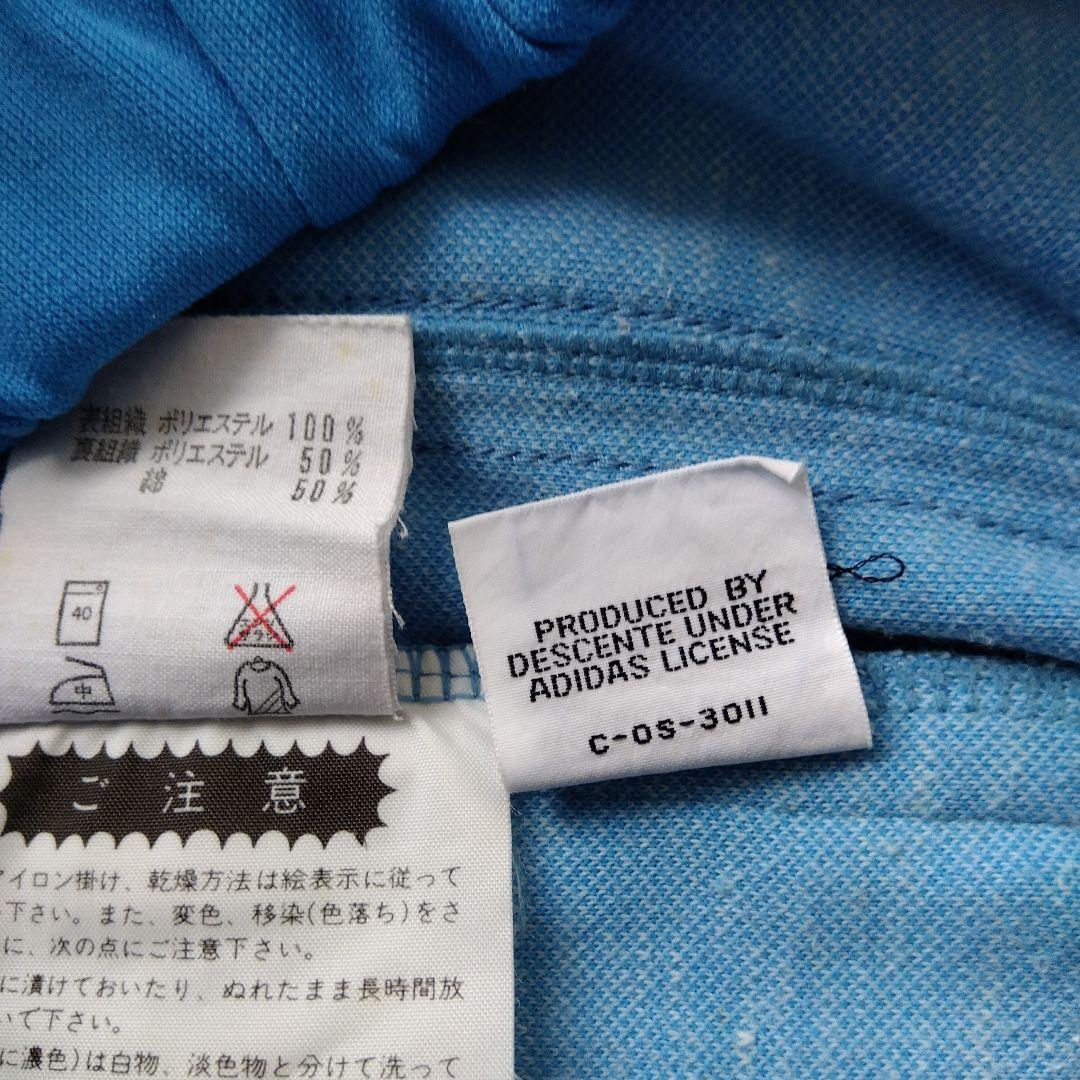 表組織 ポリエステル 100%
裏組織 ポリエステル 50%
綿 50%
40
中
PRODUCED BY
DESCENTE UNDER
ADIDAS LICENSE
C-OS-3011
ご注意
アイロン掛け、乾燥方法は絵表示に従って
下さい。また、変色、移染(色落ち)をさ
に、次の点にご注意下さい。
に漬けておいたり、ぬれたまま長時間放
いで下さい。
に濃色)は白物、淡色物と分けて洗って